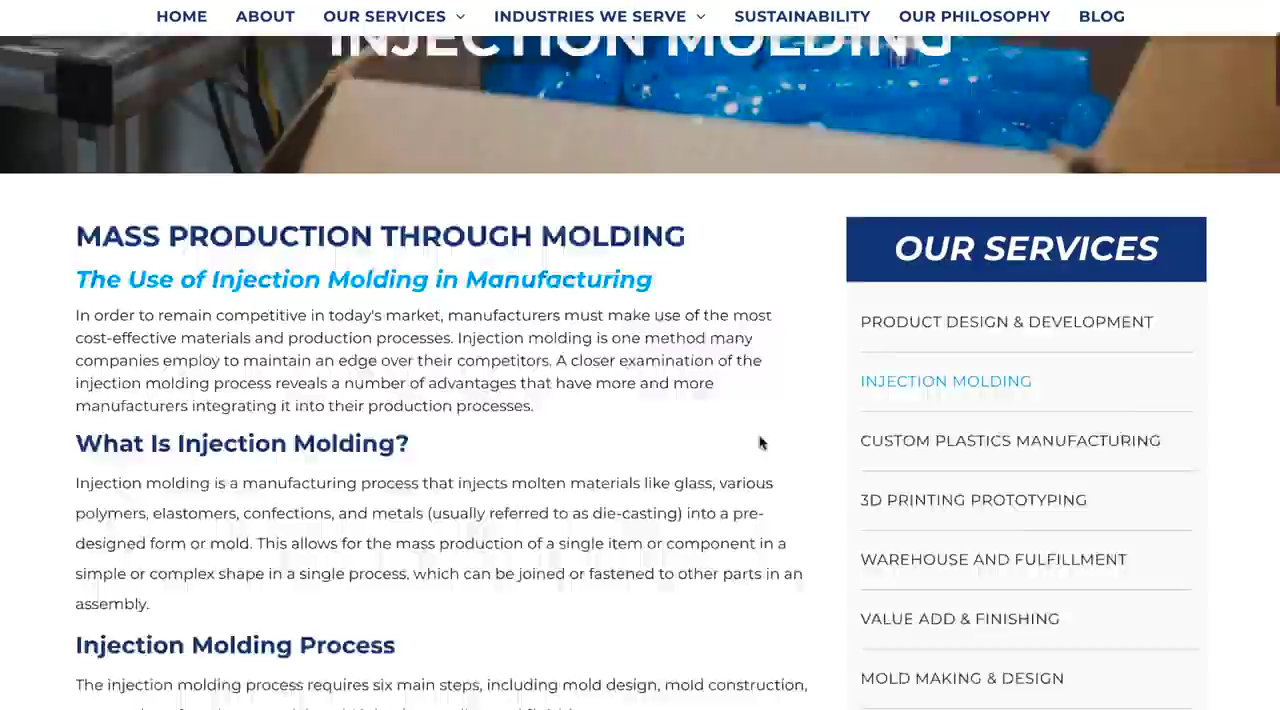 HOME ABOUT OUR SERVICES INDUSTRIES WE SERVE SUSTAINABILITY OUR PHILOSOPHY BLOG
INJECTION MOLDING
MASS PRODUCTION THROUGH MOLDING
The Use of Injection Molding in Manufacturing
In order to remain competitive in today's market, manufacturers must make use of the most
cost-effective materials and production processes. Injection molding is one method many
companies employ to maintain an edge over their competitors. A closer examination of the
injection molding process reveals a number of advantages that have more and more
manufacturers integrating it into their production processes.
What Is Injection Molding?
Injection molding is a manufacturing process that injects molten materials like glass, various
polymers, elastomers, confections, and metals (usually referred to as die-casting) into a pre-
designed form or mold. This allows for the mass production of a single item or component in a
simple or complex shape in a single process, which can be joined or fastened to other parts in an
assembly.
Injection Molding Process
The injection molding process requires six main steps, including mold design, mold construction,
OUR SERVICES
PRODUCT DESIGN & DEVELOPMENT
INJECTION MOLDING
CUSTOM PLASTICS MANUFACTURING
3D PRINTING PROTOTYPING
WAREHOUSE AND FULFILLMENT
VALUE ADD & FINISHING
MOLD MAKING & DESIGN